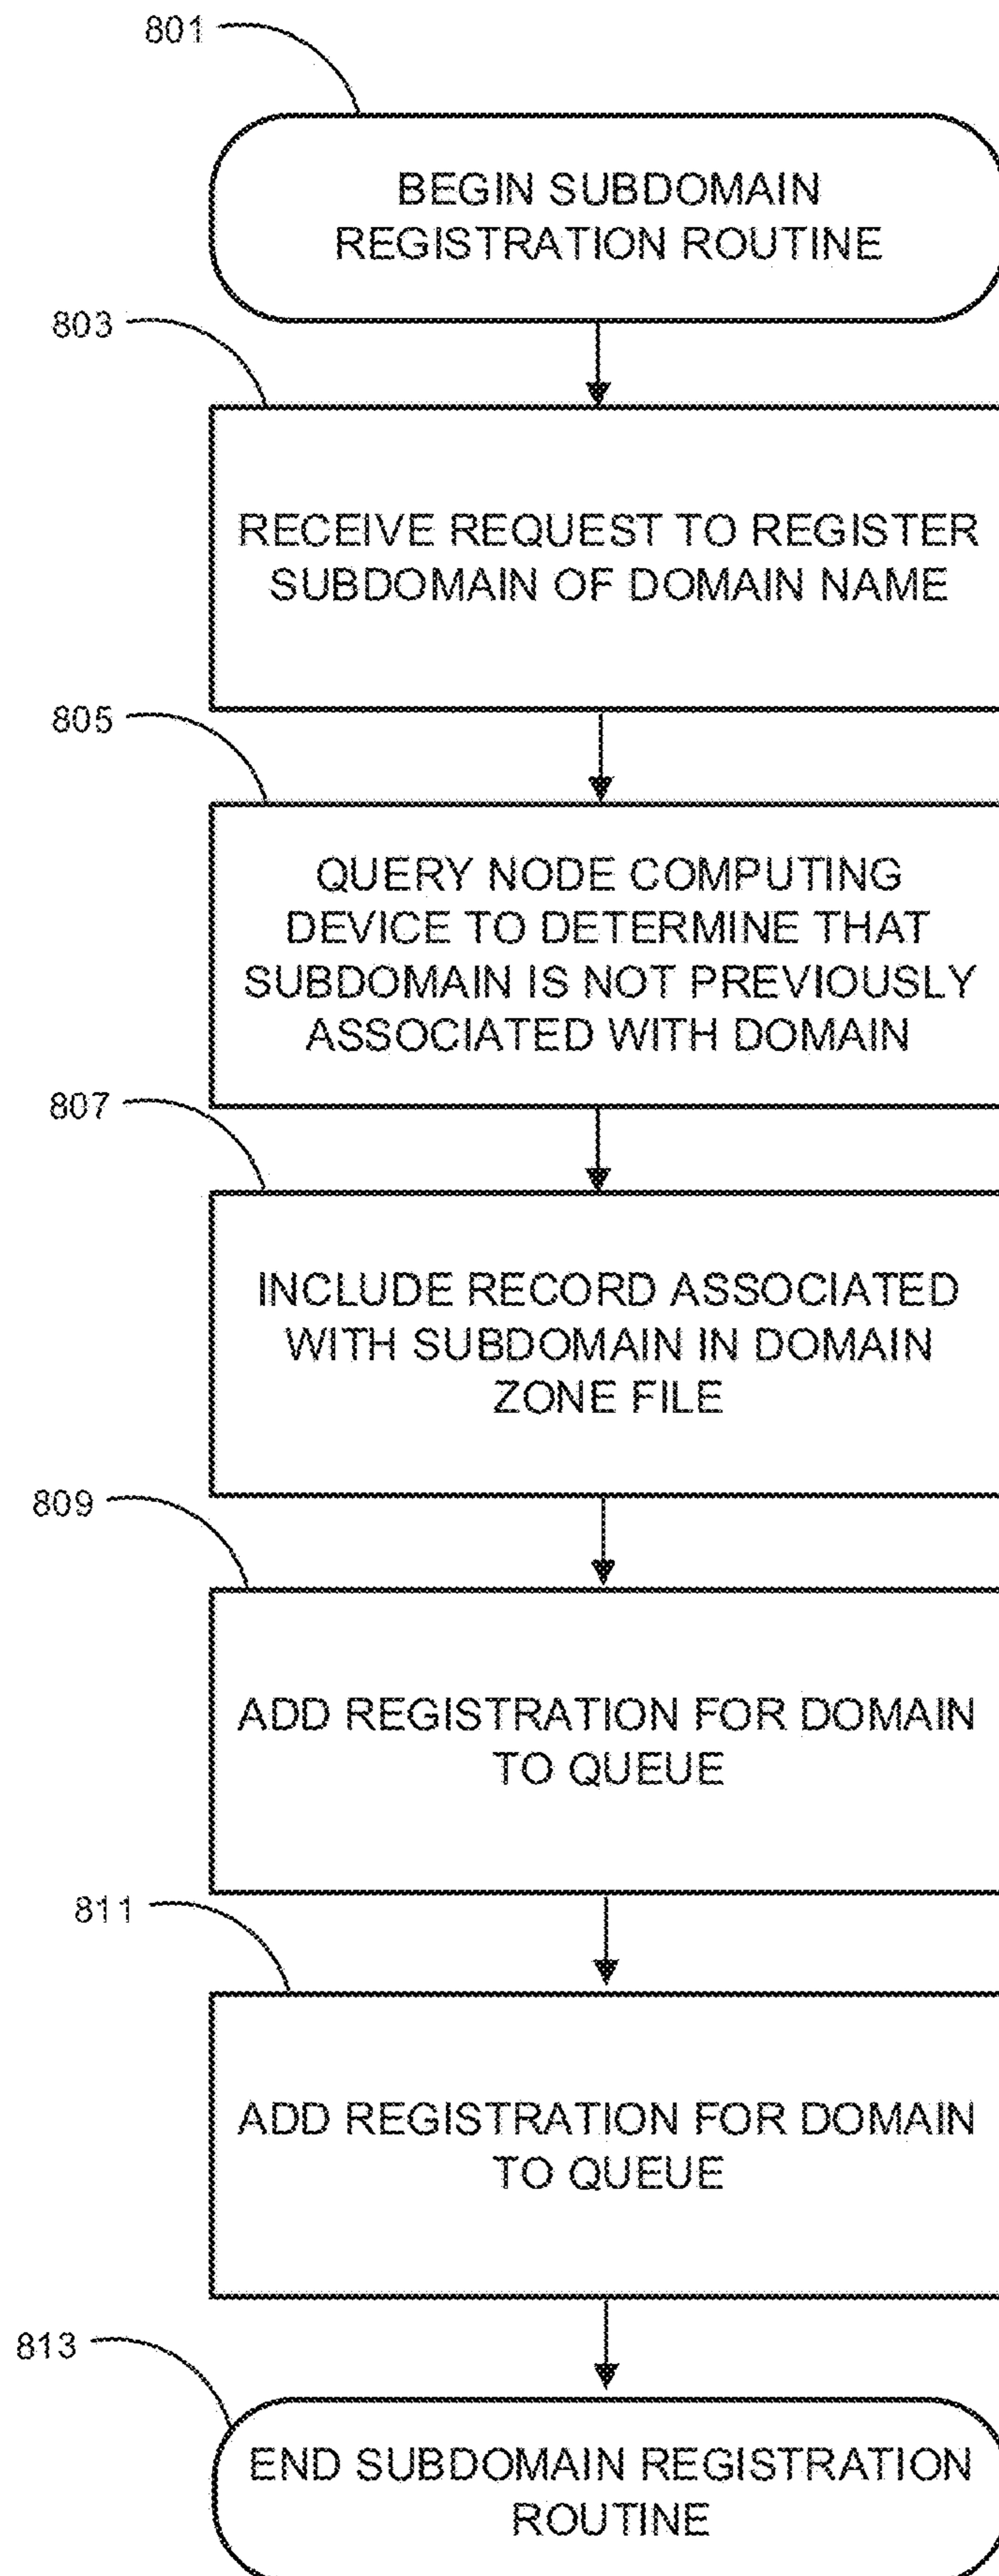 801
BEGIN SUBDOMAIN
REGISTRATION ROUTINE
803
RECEIVE REQUEST TO REGISTER
SUBDOMAIN OF DOMAIN NAME
805
QUERY NODE COMPUTING
DEVICE TO DETERMINE THAT
SUBDOMAIN IS NOT PREVIOUSLY
ASSOCIATED WITH DOMAIN
807
INCLUDE RECORD ASSOCIATED
WITH SUBDOMAIN IN DOMAIN
ZONE FILE
809
ADD REGISTRATION FOR DOMAIN
TO QUEUE
811
ADD REGISTRATION FOR DOMAIN
TO QUEUE
813
END SUBDOMAIN REGISTRATION
ROUTINE